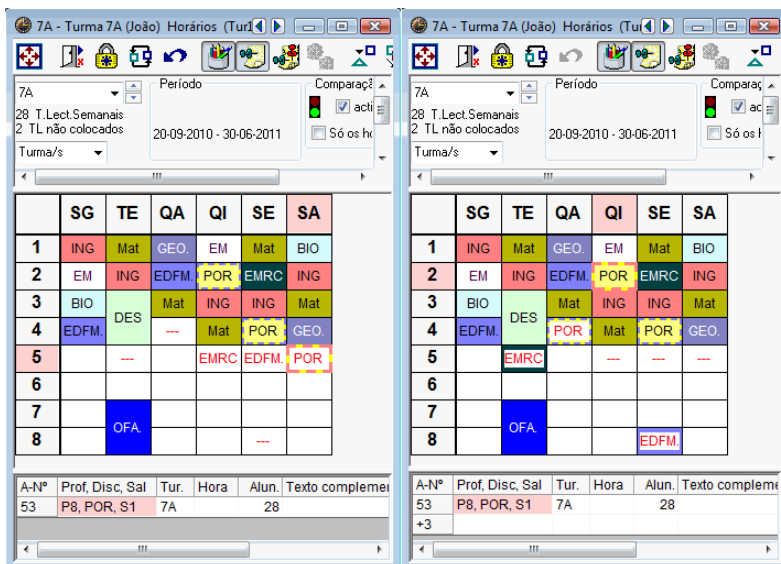 7A - Turma 7A (João) Horários (Tur1
7A
28 T.Lect.Semanais
2 TL não colocados
Turma/s
Período
20-09-2010 - 30-06-2011
Comparaçã
acti
Só os ho
SG TE QA QI SE SA
1 ING Mat GEO. EM Mat BIO
2 EM ING EDFM. POR EMRC ING
3 BIO DES Mat ING ING Mat
4 EDFM. --- Mat POR GEO.
5 --- EMRC EDFM. POR
6
7 OFA.
8 ---
A-Nº Prof, Disc, Sal Tur. Hora Alun. Texto complemer
53 P8, POR, S1 7A 28
7A - Turma 7A (João) Horários (Tu
7A
28 T.Lect.Semanais
2 TL não colocados
Turma/s
Período
20-09-2010 - 30-06-2011
Comparaç
ac
Só os h
SG TE QA QI SE SA
1 ING Mat GEO. EM Mat BIO
2 EM ING EDFM. POR EMRC ING
3 BIO DES Mat ING ING Mat
4 EDFM. POR Mat POR GEO.
5 EMRC --- --- ---
6
7 OFA.
8 EDFM.
A-Nº Prof, Disc, Sal Tur. Hora Alun. Texto compleme
53 P8, POR, S1 7A 28
+3